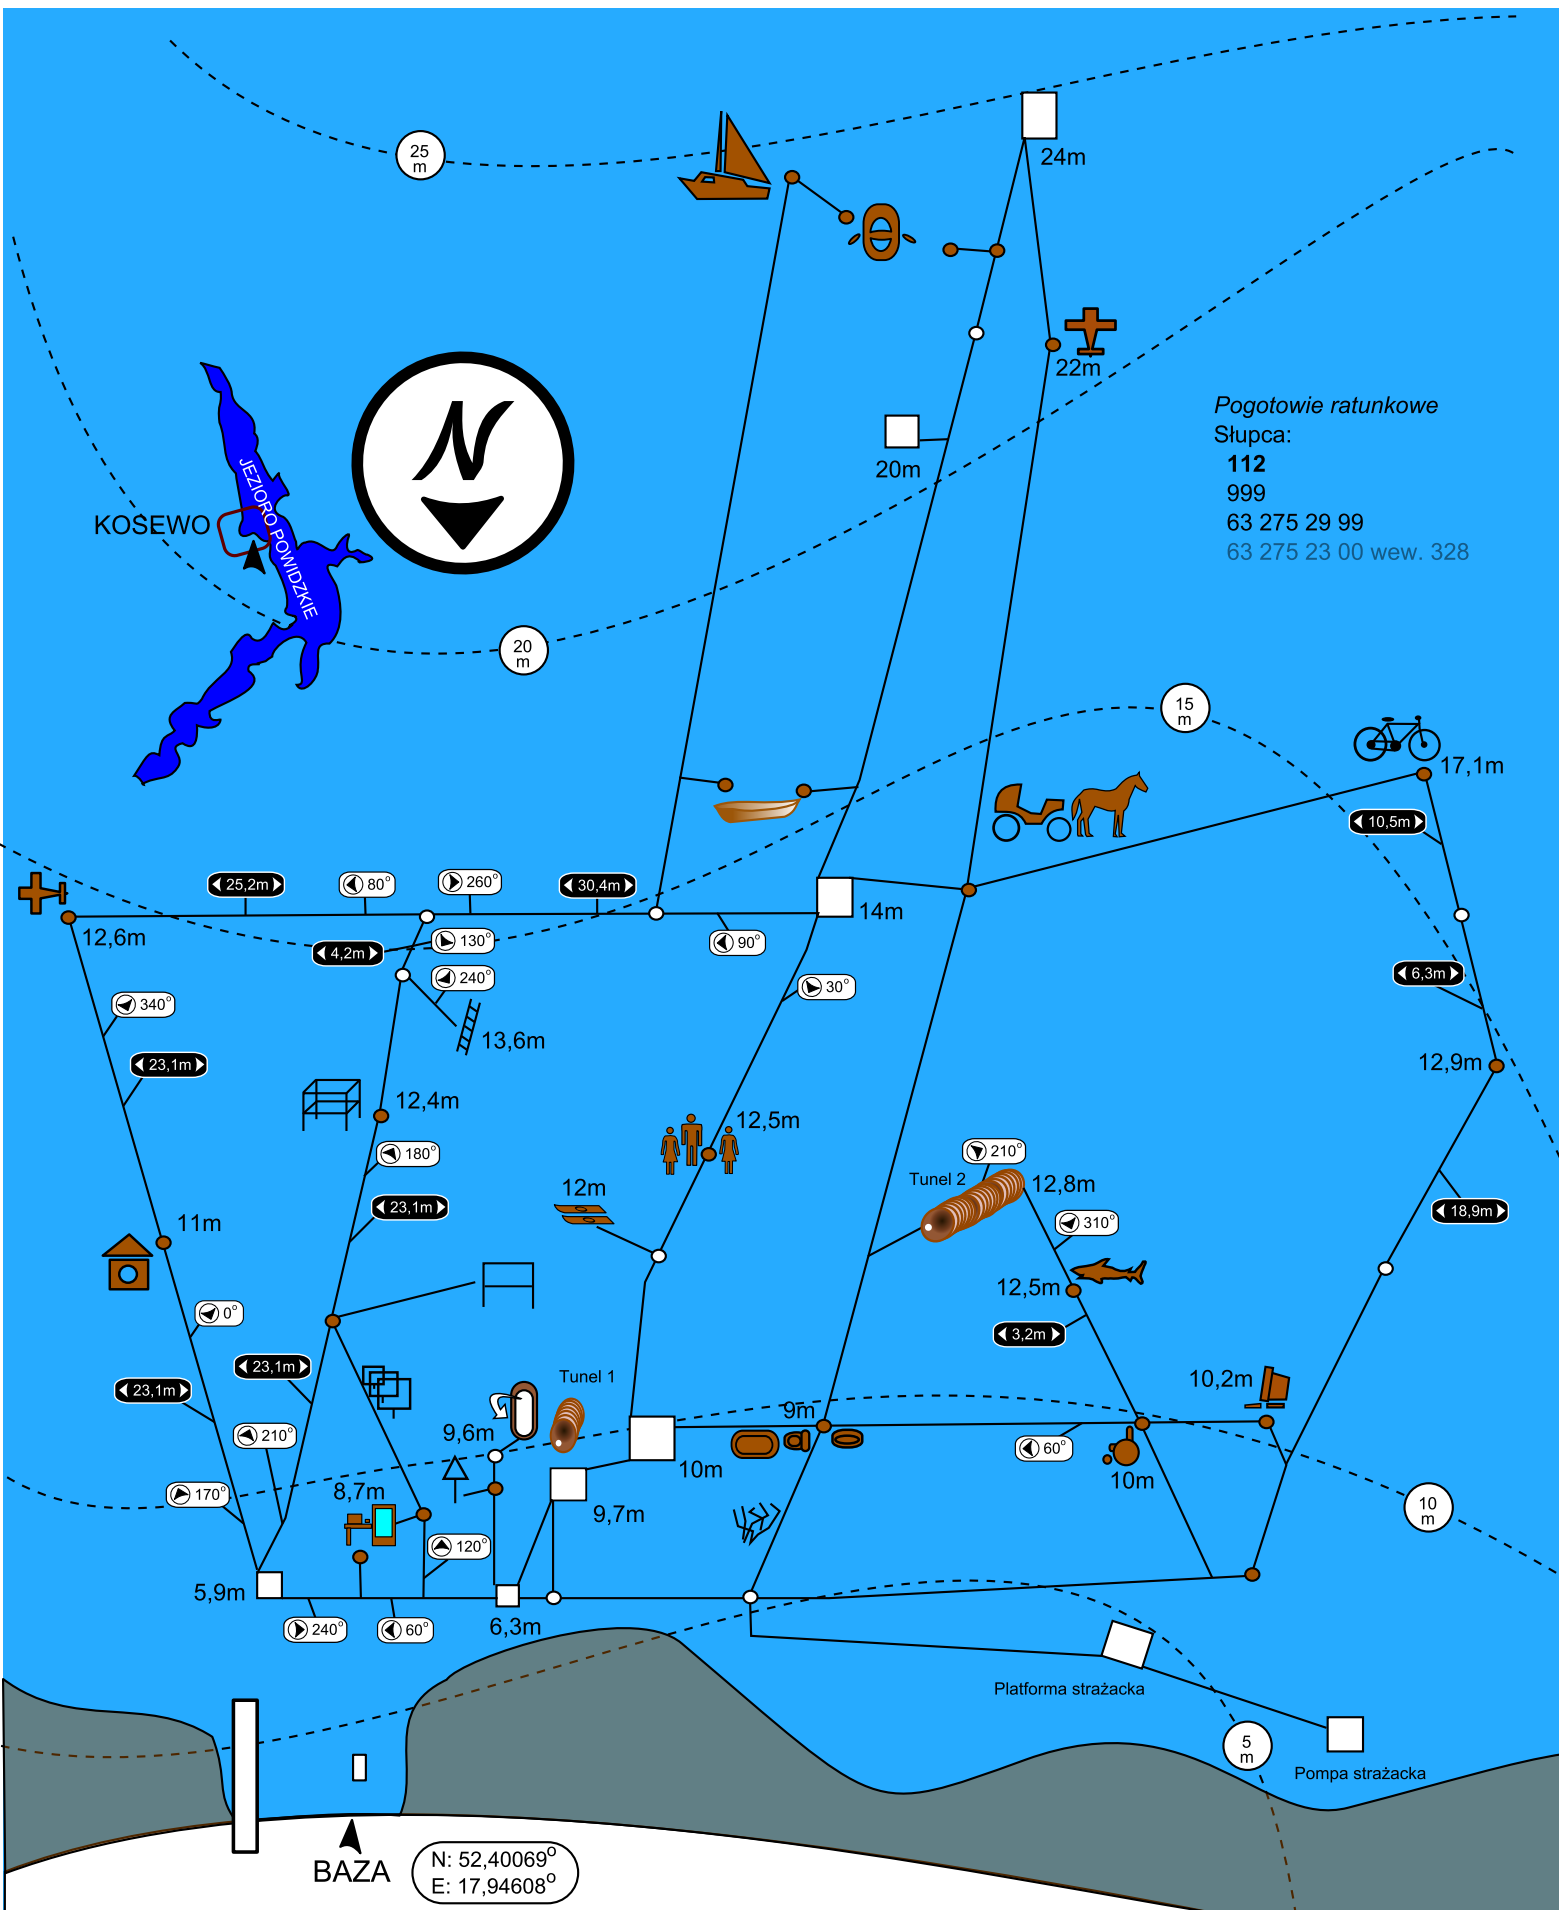 25
m
24m
22m
N
20m
Pogotowie ratunkowe
Słupca:
112
999
63 275 29 99
63 275 23 00 wew. 328
KOSEWO
JEZIORO POWIDZKIE
20
m
15
m
17,1m
10,5m
25,2m
80°
260°
30,4m
14m
12,6m
4,2m
130°
90°
240°
6,3m
340°
30°
13,6m
23,1m
12,9m
12,4m
12,5m
180°
210°
Tunel 2
12m
12,8m
23,1m
18,9m
11m
310°
12,5m
0°
3,2m
23,1m
Tunel 1
23,1m
10,2m
9m
210°
9,6m
60°
10m
10m
170°
8,7m
9,7m
10
m
120°
5,9m
240°
60°
6,3m
Platforma strażacka
5
m
Pompa strażacka
BAZA
N: 52,40069°
E: 17,94608°